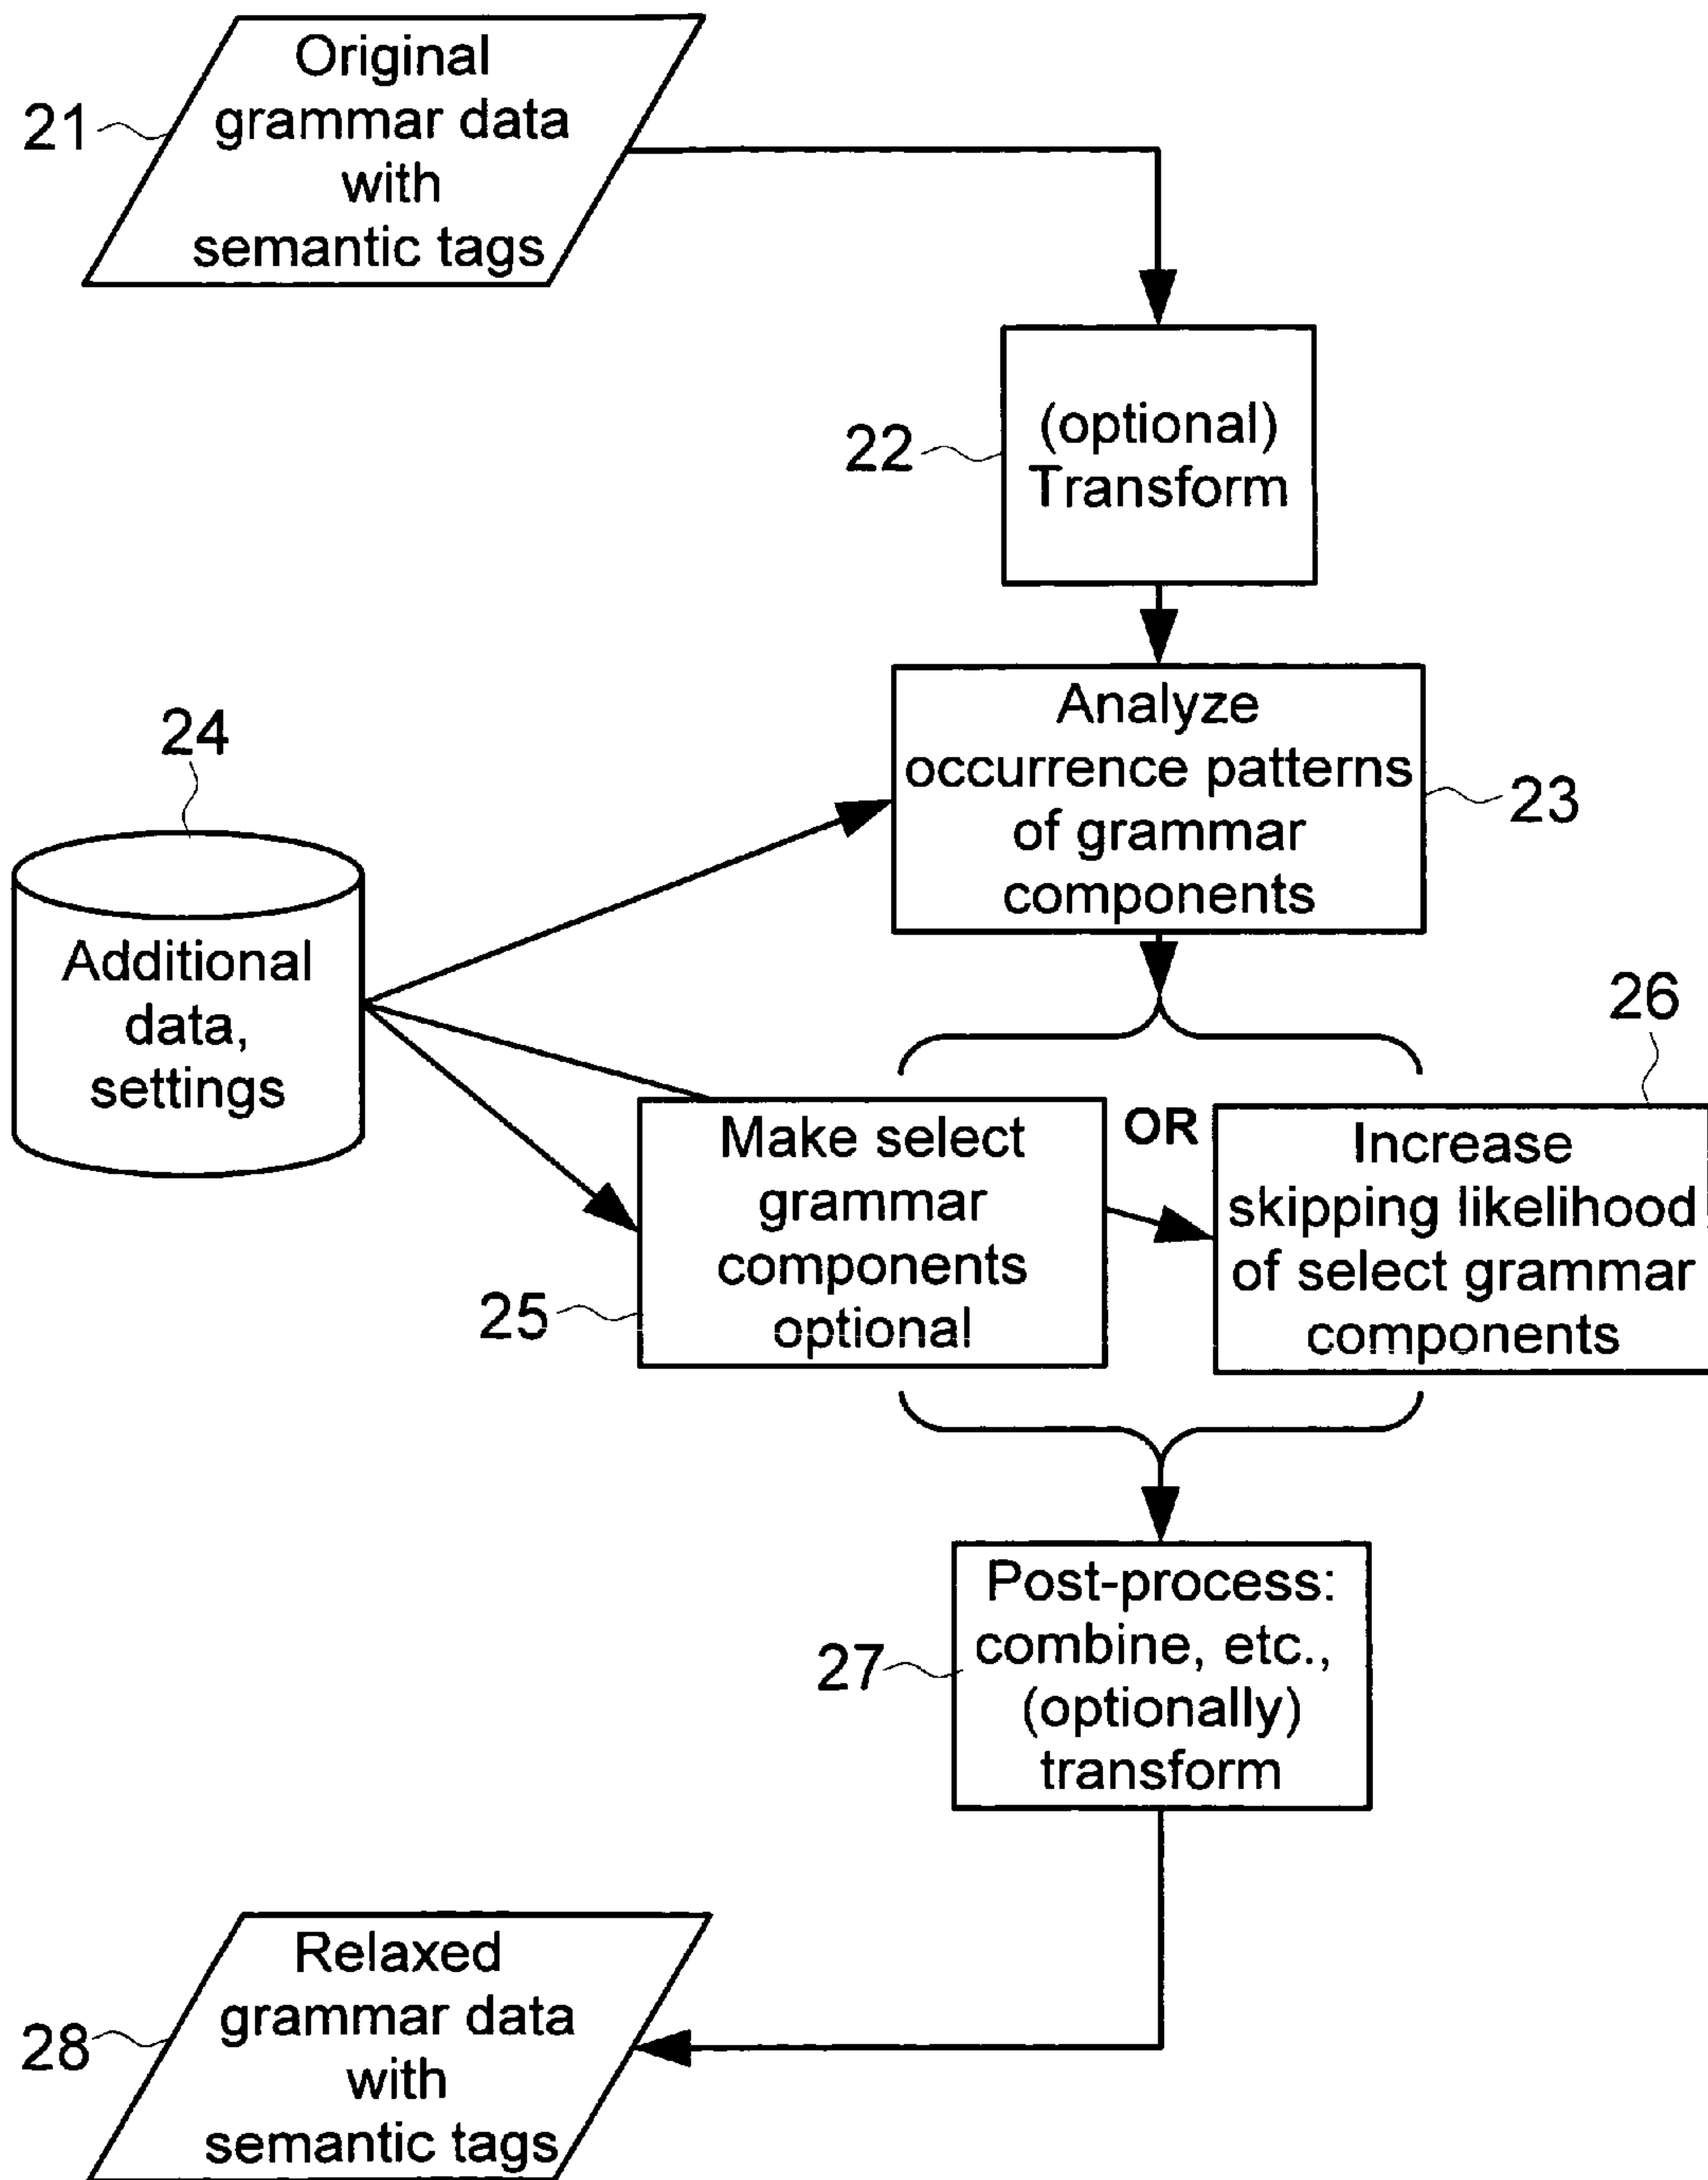 Original
grammar data
with
semantic tags
21
(optional)
Transform
22
Analyze
occurrence patterns
of grammar
components
23
24
Additional
data,
settings
26
Make select
grammar
components
optional
25
OR
Increase
skipping likelihood
of select grammar
components
Post-process:
combine, etc.,
(optionally)
transform
27
Relaxed
grammar data
with
semantic tags
28